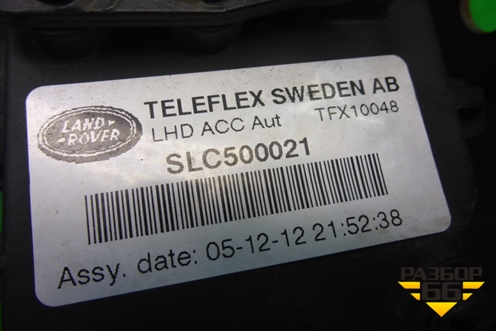 TELEFLEX SWEDEN AB
LAND
ROVER
LHD ACC Aut TFX10048
SLC500021
Assy. date: 05-12-12 21:52:38
РАЗБОР
66